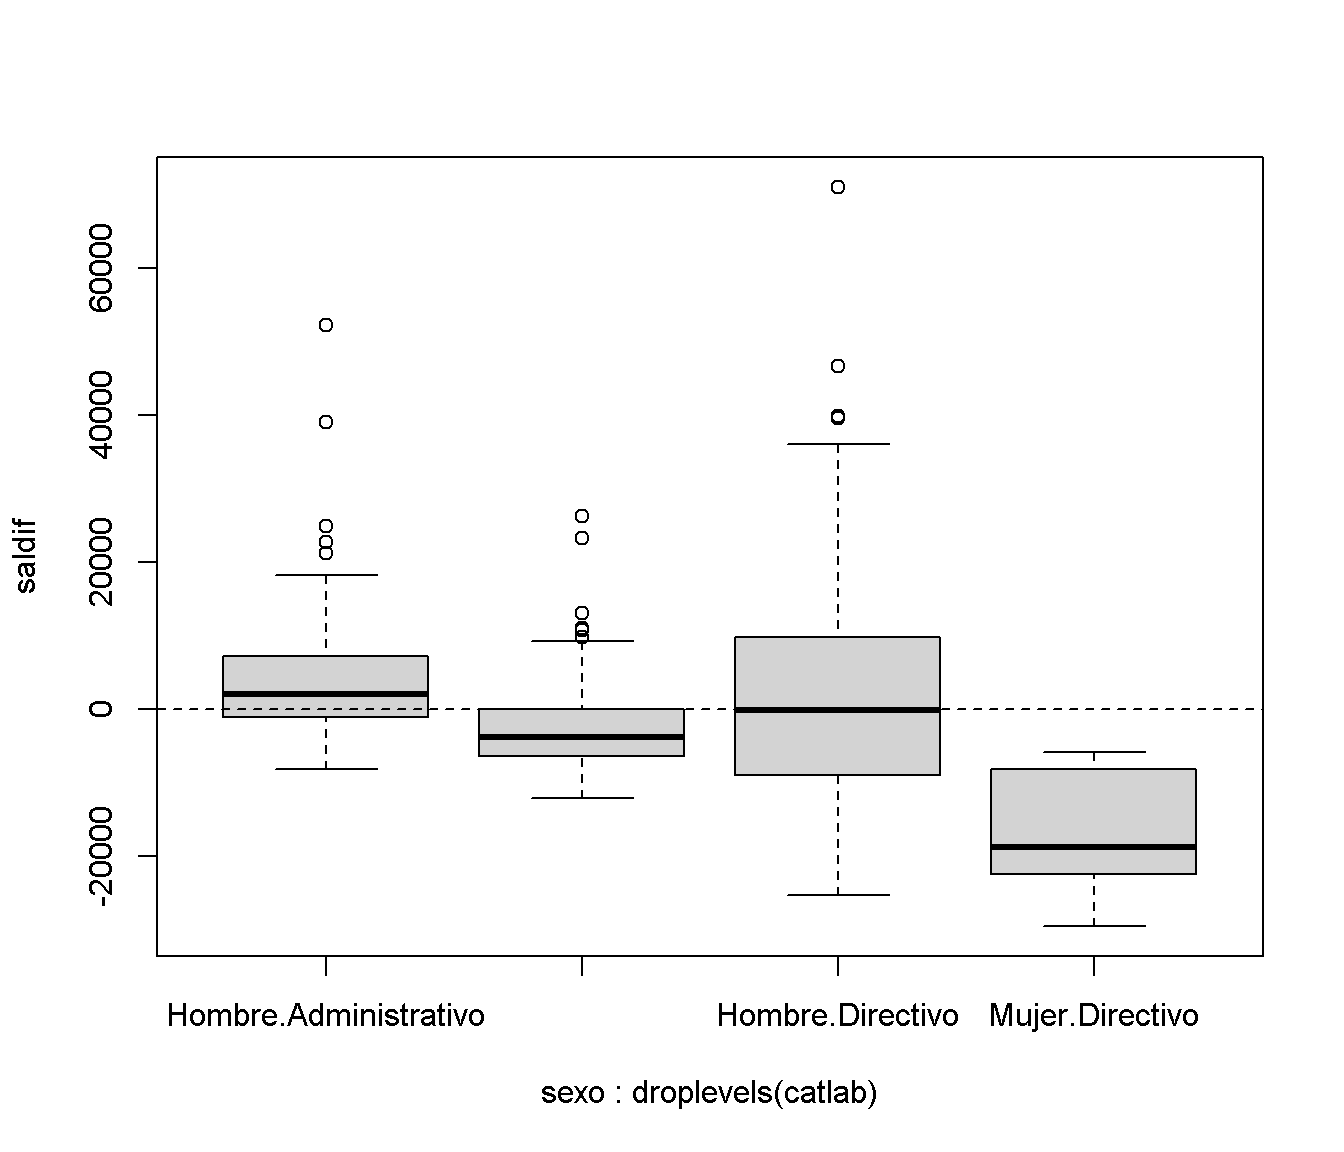 60000
40000
20000
0
-20000
saldif
Hombre.Administrativo Hombre.Directivo Mujer.Directivo
sexo : droplevels(catlab)